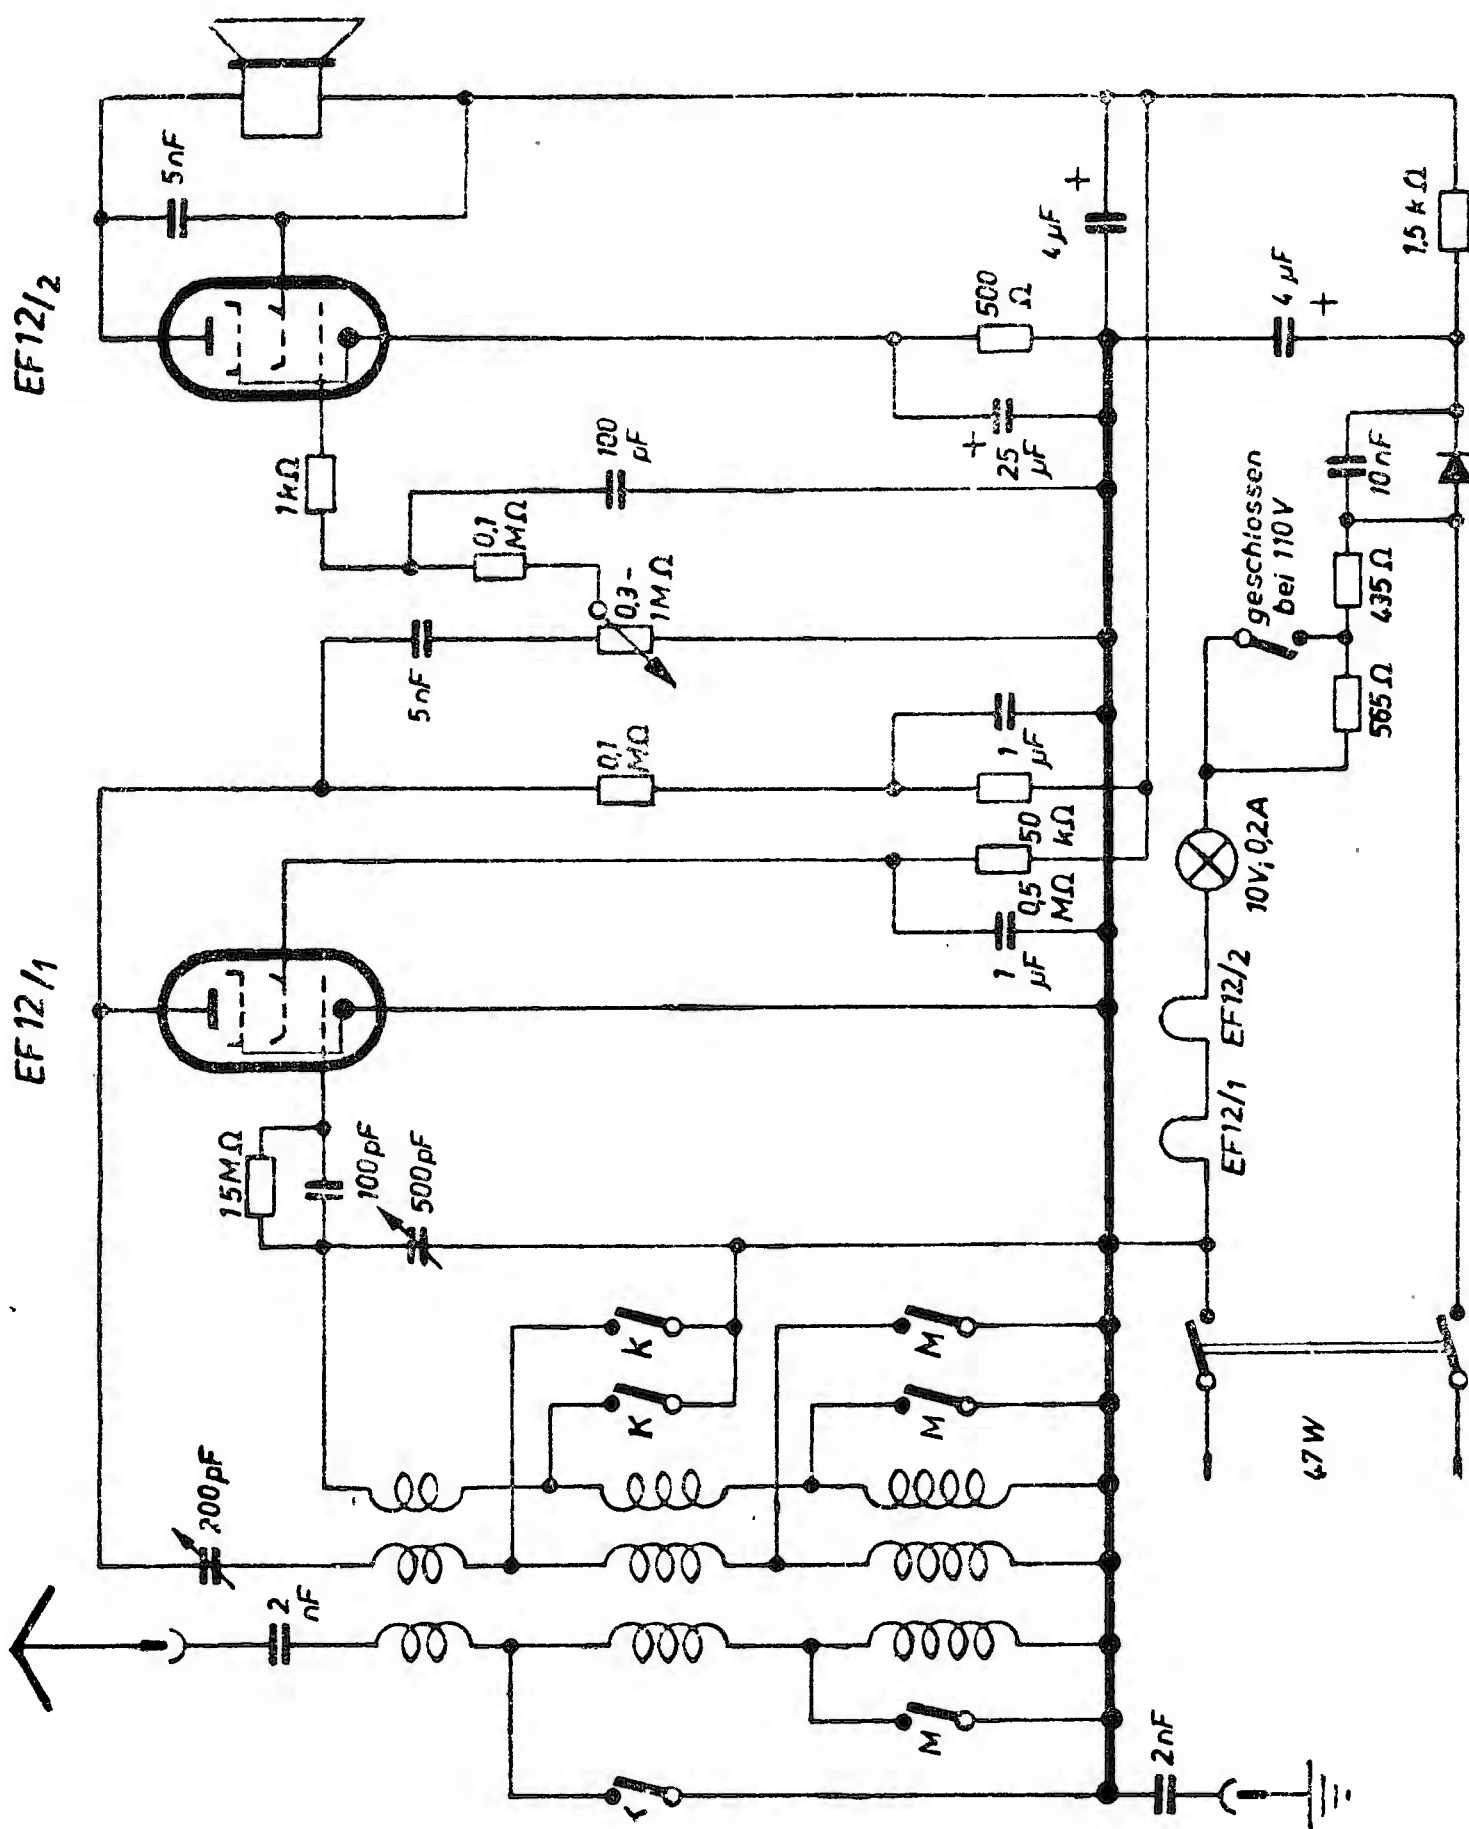 EF12/1
EF12/2
200pF
2
nF
15MΩ
100pF
500pF
1kΩ
5nF
5nF
0,1
MΩ
100
pF
0,3-
1MΩ
0,1
MΩ
K
K
M
M
M
1
µF
0,5
MΩ
50
kΩ
1
µF
25
µF
+
500
Ω
4µF
+
2nF
EF12/1
EF12/2
10V; 0,2A
geschlossen
bei 110V
565Ω
435Ω
10nF
4µF
+
1,5kΩ
47W